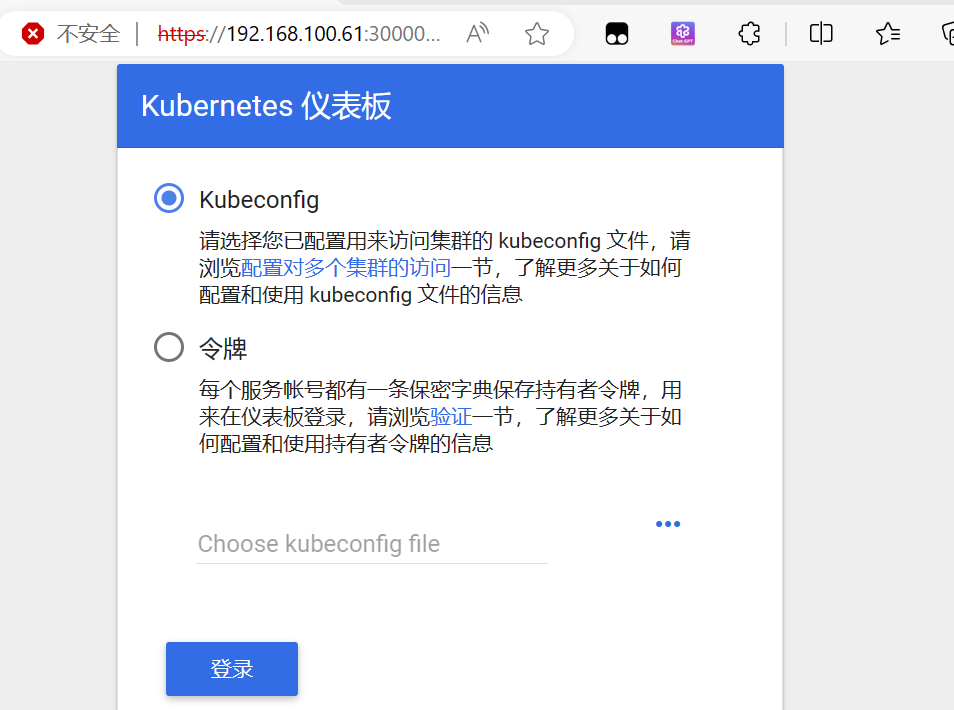 不安全 https://192.168.100.61:30000...
Chat GPT
Kubernetes 仪表板
Kubeconfig
请选择您已配置用来访问集群的 kubeconfig 文件，请
浏览配置对多个集群的访问一节，了解更多关于如何
配置和使用 kubeconfig 文件的信息
令牌
每个服务帐号都有一条保密字典保存持有者令牌，用
来在仪表板登录，请浏览验证一节，了解更多关于如
何配置和使用持有者令牌的信息
Choose kubeconfig file
登录